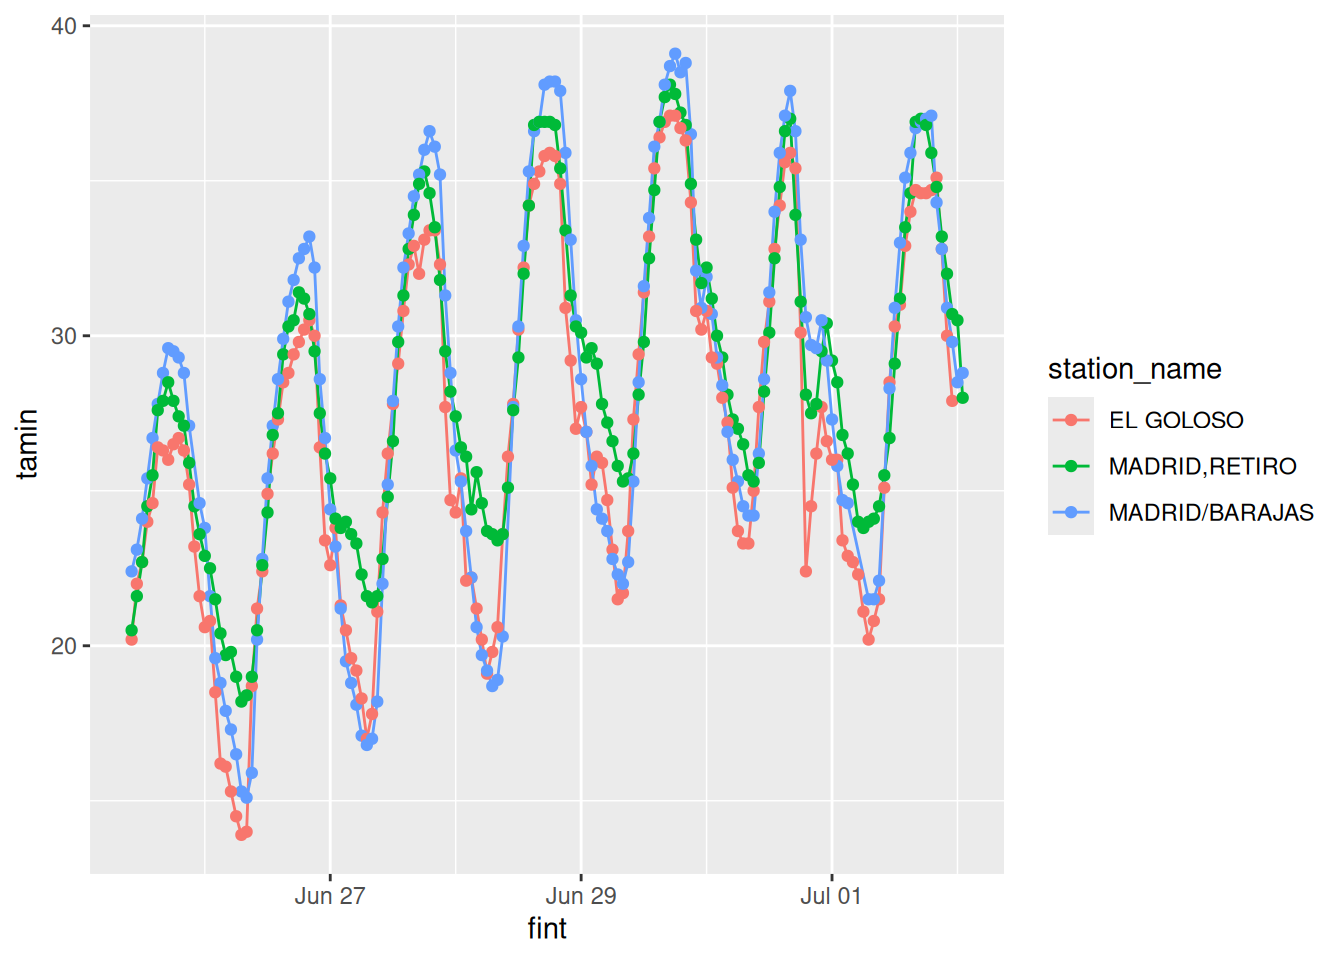 40
30
20
tamin
Jun 27
Jun 29
Jul 01
fint
station_name
EL GOLOSO
MADRID,RETIRO
MADRID/BARAJAS